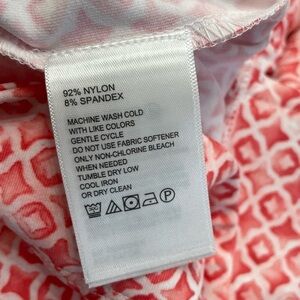 92% NYLON
8% SPANDEX
MACHINE WASH COLD
WITH LIKE COLORS
GENTLE CYCLE
DO NOT USE FABRIC SOFTENER
ONLY NON-CHLORINE BLEACH
WHEN NEEDED
TUMBLE DRY LOW
COOL IRON
OR DRY CLEAN
P